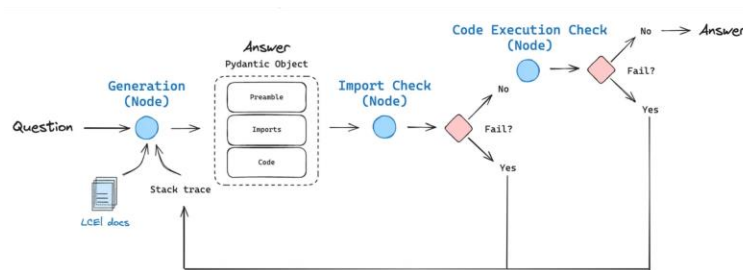 Code Execution Check
(Node)
No
Answer
Fail?
Yes
Answer
Pydantic Object
Generation
(Node)
Preamble
Imports
Code
Import Check
(Node)
No
Fail?
Yes
Question
Stack trace
LCEl docs